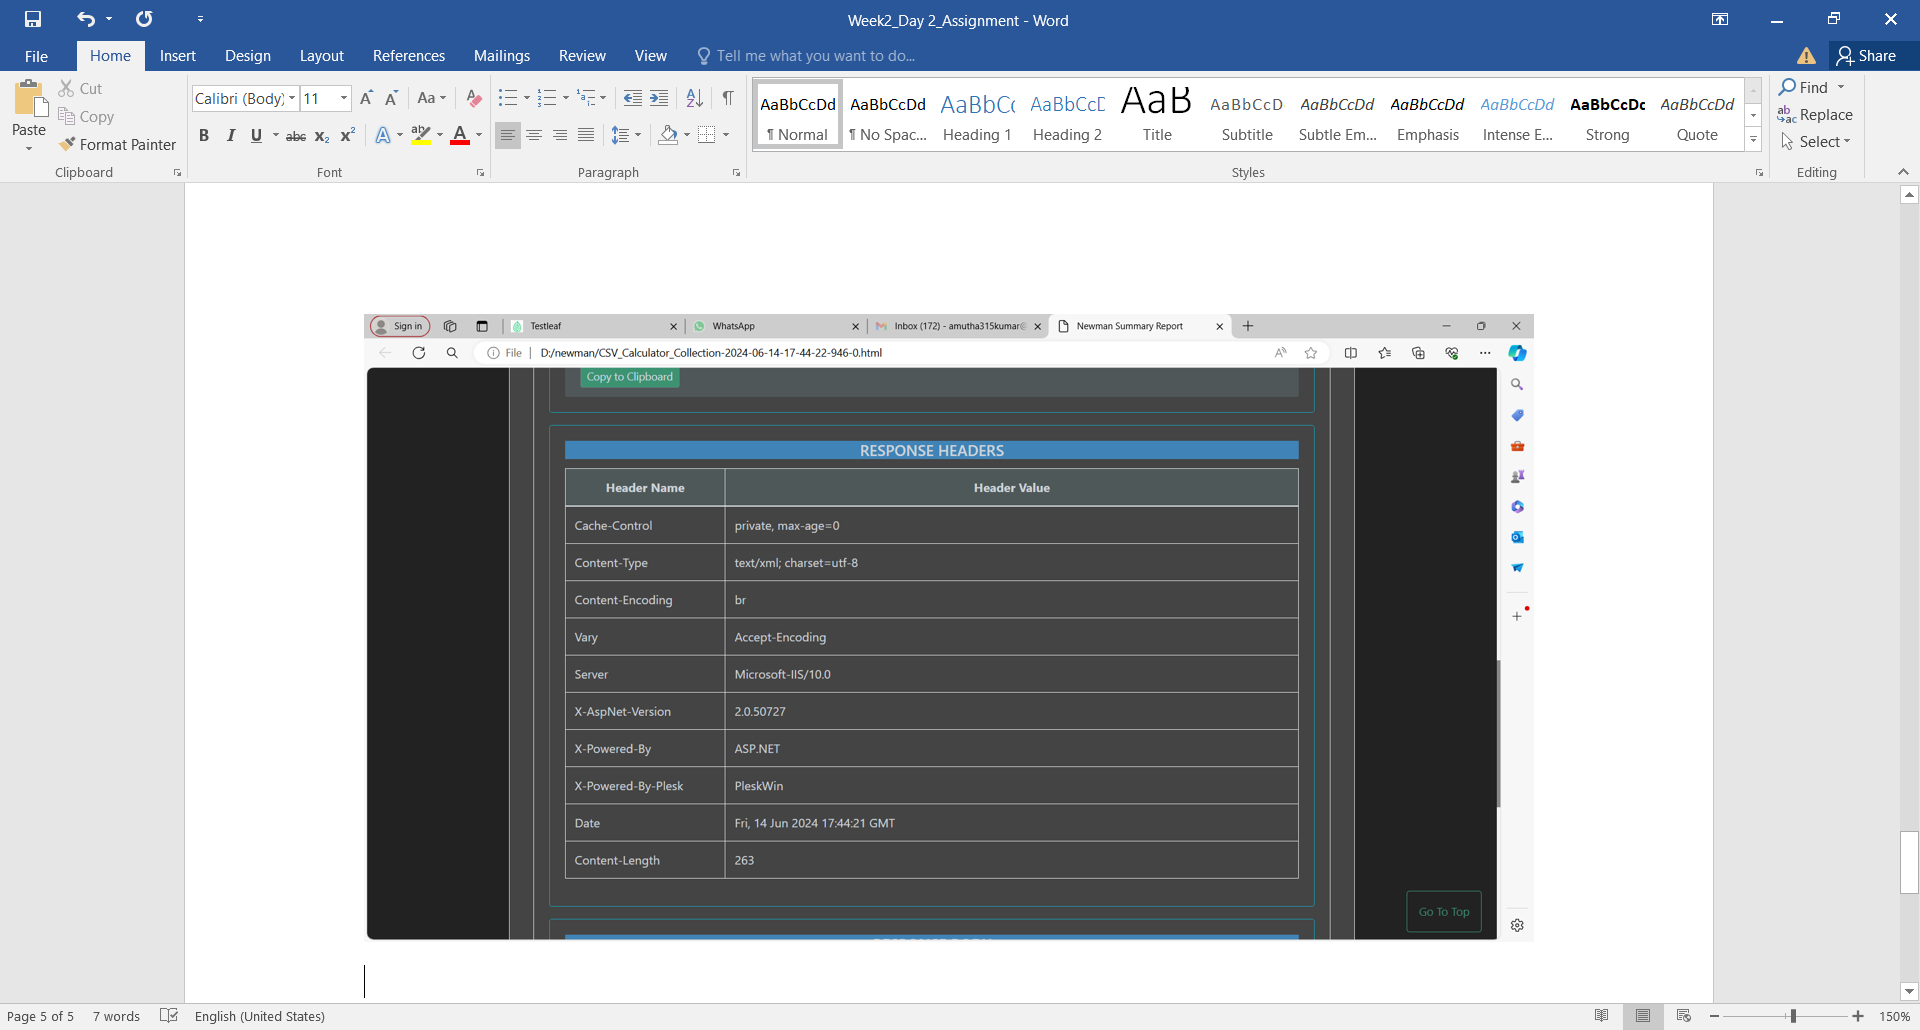 Week2_Day 2_Assignment - Word
File Home Insert Design Layout References Mailings Review View Tell me what you want to do... Share
Paste Cut Copy Format Painter
Calibri (Body) 11
AaBbCcDd AaBbCcDd AaBbCc AaBbCcD AaB AaBbCcD AaBbCcDd AaBbCcDd AaBbCcDd AaBbCcDc AaBbCcDd
¶ Normal ¶ No Spac... Heading 1 Heading 2 Title Subtitle Subtle Em... Emphasis Intense E... Strong Quote
Find
Replace
Select
Clipboard Font Paragraph Styles Editing
Sign in Testleaf WhatsApp Inbox (172) - amutha315kumar@ Newman Summary Report
File D:/newman/CSV_Calculator_Collection-2024-06-14-17-44-22-946-0.html
Copy to Clipboard
RESPONSE HEADERS
Header Name Header Value
Cache-Control private, max-age=0
Content-Type text/xml; charset=utf-8
Content-Encoding br
Vary Accept-Encoding
Server Microsoft-IIS/10.0
X-AspNet-Version 2.0.50727
X-Powered-By ASP.NET
X-Powered-By-Plesk PleskWin
Date Fri, 14 Jun 2024 17:44:21 GMT
Content-Length 263
Go To Top
Page 5 of 5 7 words English (United States) 150%